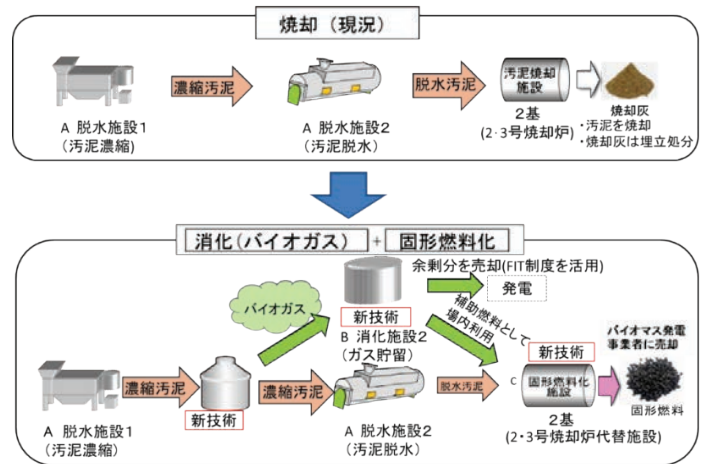 焼却（現況）
濃縮汚泥
脱水汚泥
汚泥焼却
施設
A 脱水施設1
（汚泥濃縮）
A 脱水施設2
（汚泥脱水）
2基
(2・3号焼却炉)
焼却灰
・汚泥を焼却
・焼却灰は埋立処分
消化（バイオガス）+固形燃料化
余剰分を売却(FIT制度を活用)
発電
バイオガス
新技術
B 消化施設2
（ガス貯留）
補助燃料として
場内利用
バイオマス発電
事業者に売却
新技術
濃縮汚泥
新技術
濃縮汚泥
脱水汚泥
C
固形燃料化
施設
固形燃料
A 脱水施設1
（汚泥濃縮）
A 脱水施設2
（汚泥脱水）
2基
(2・3号焼却炉代替施設)